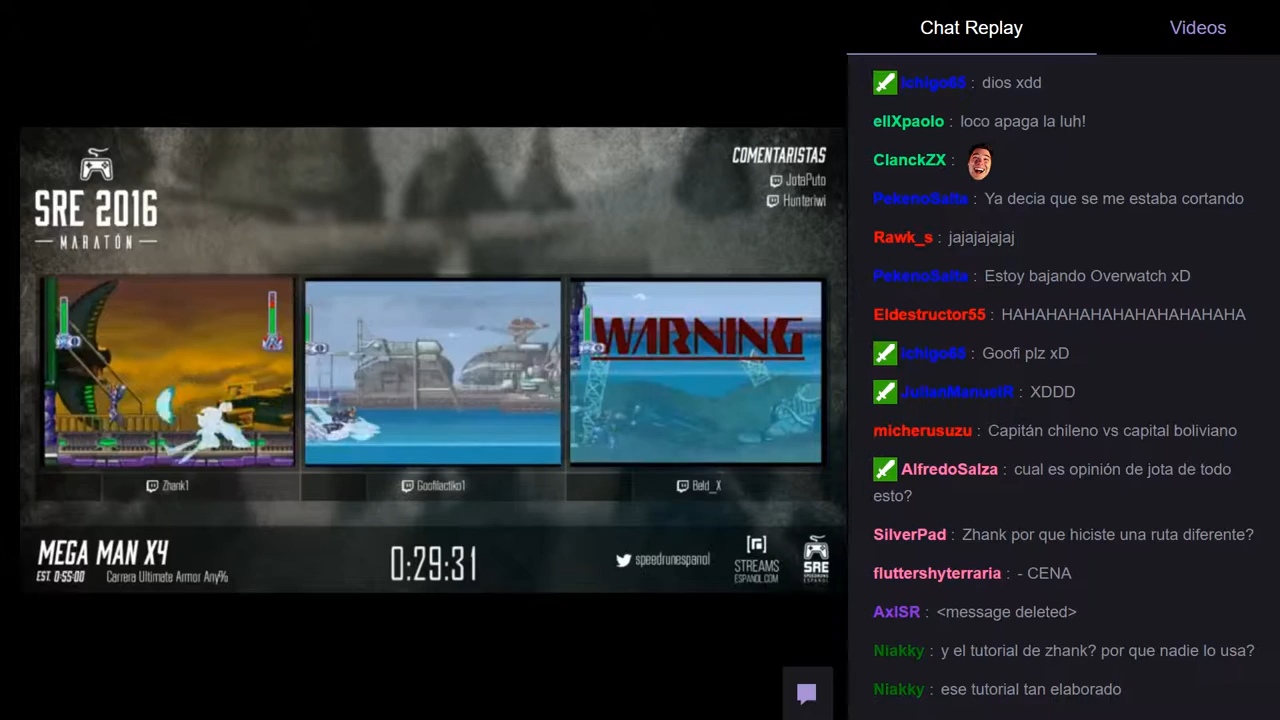 Chat Replay
Videos
SRE 2016
MARATÓN
COMENTARISTAS
JotaPuto
Hunteriwi
WARNING
Zhank1
Goofilactiko1
Beld_X
MEGA MAN X4
EST. 0:55:00 Carrera Ultimate Armor Any%
0:29:31
speedrunespanol
STREAMS
ESPANOL.COM
SRE
Ichigo65 : dios xdd
ellXpaolo : loco apaga la luh!
ClanckZX :
PekenoSalta : Ya decia que se me estaba cortando
Rawk_s : jajajajajaj
PekenoSalta : Estoy bajando Overwatch xD
Eldestructor55 : HAHAHAHAHAHAHAHAHAHA
Ichigo65 : Goofi plz xD
JulianManuelR : XDDD
micherusuzu : Capitán chileno vs capital boliviano
AlfredoSalza : cual es opinión de jota de todo
esto?
SilverPad : Zhank por que hiciste una ruta diferente?
fluttershyterraria : - CENA
AxlSR : <message deleted>
Niakky : y el tutorial de zhank? por que nadie lo usa?
Niakky : ese tutorial tan elaborado